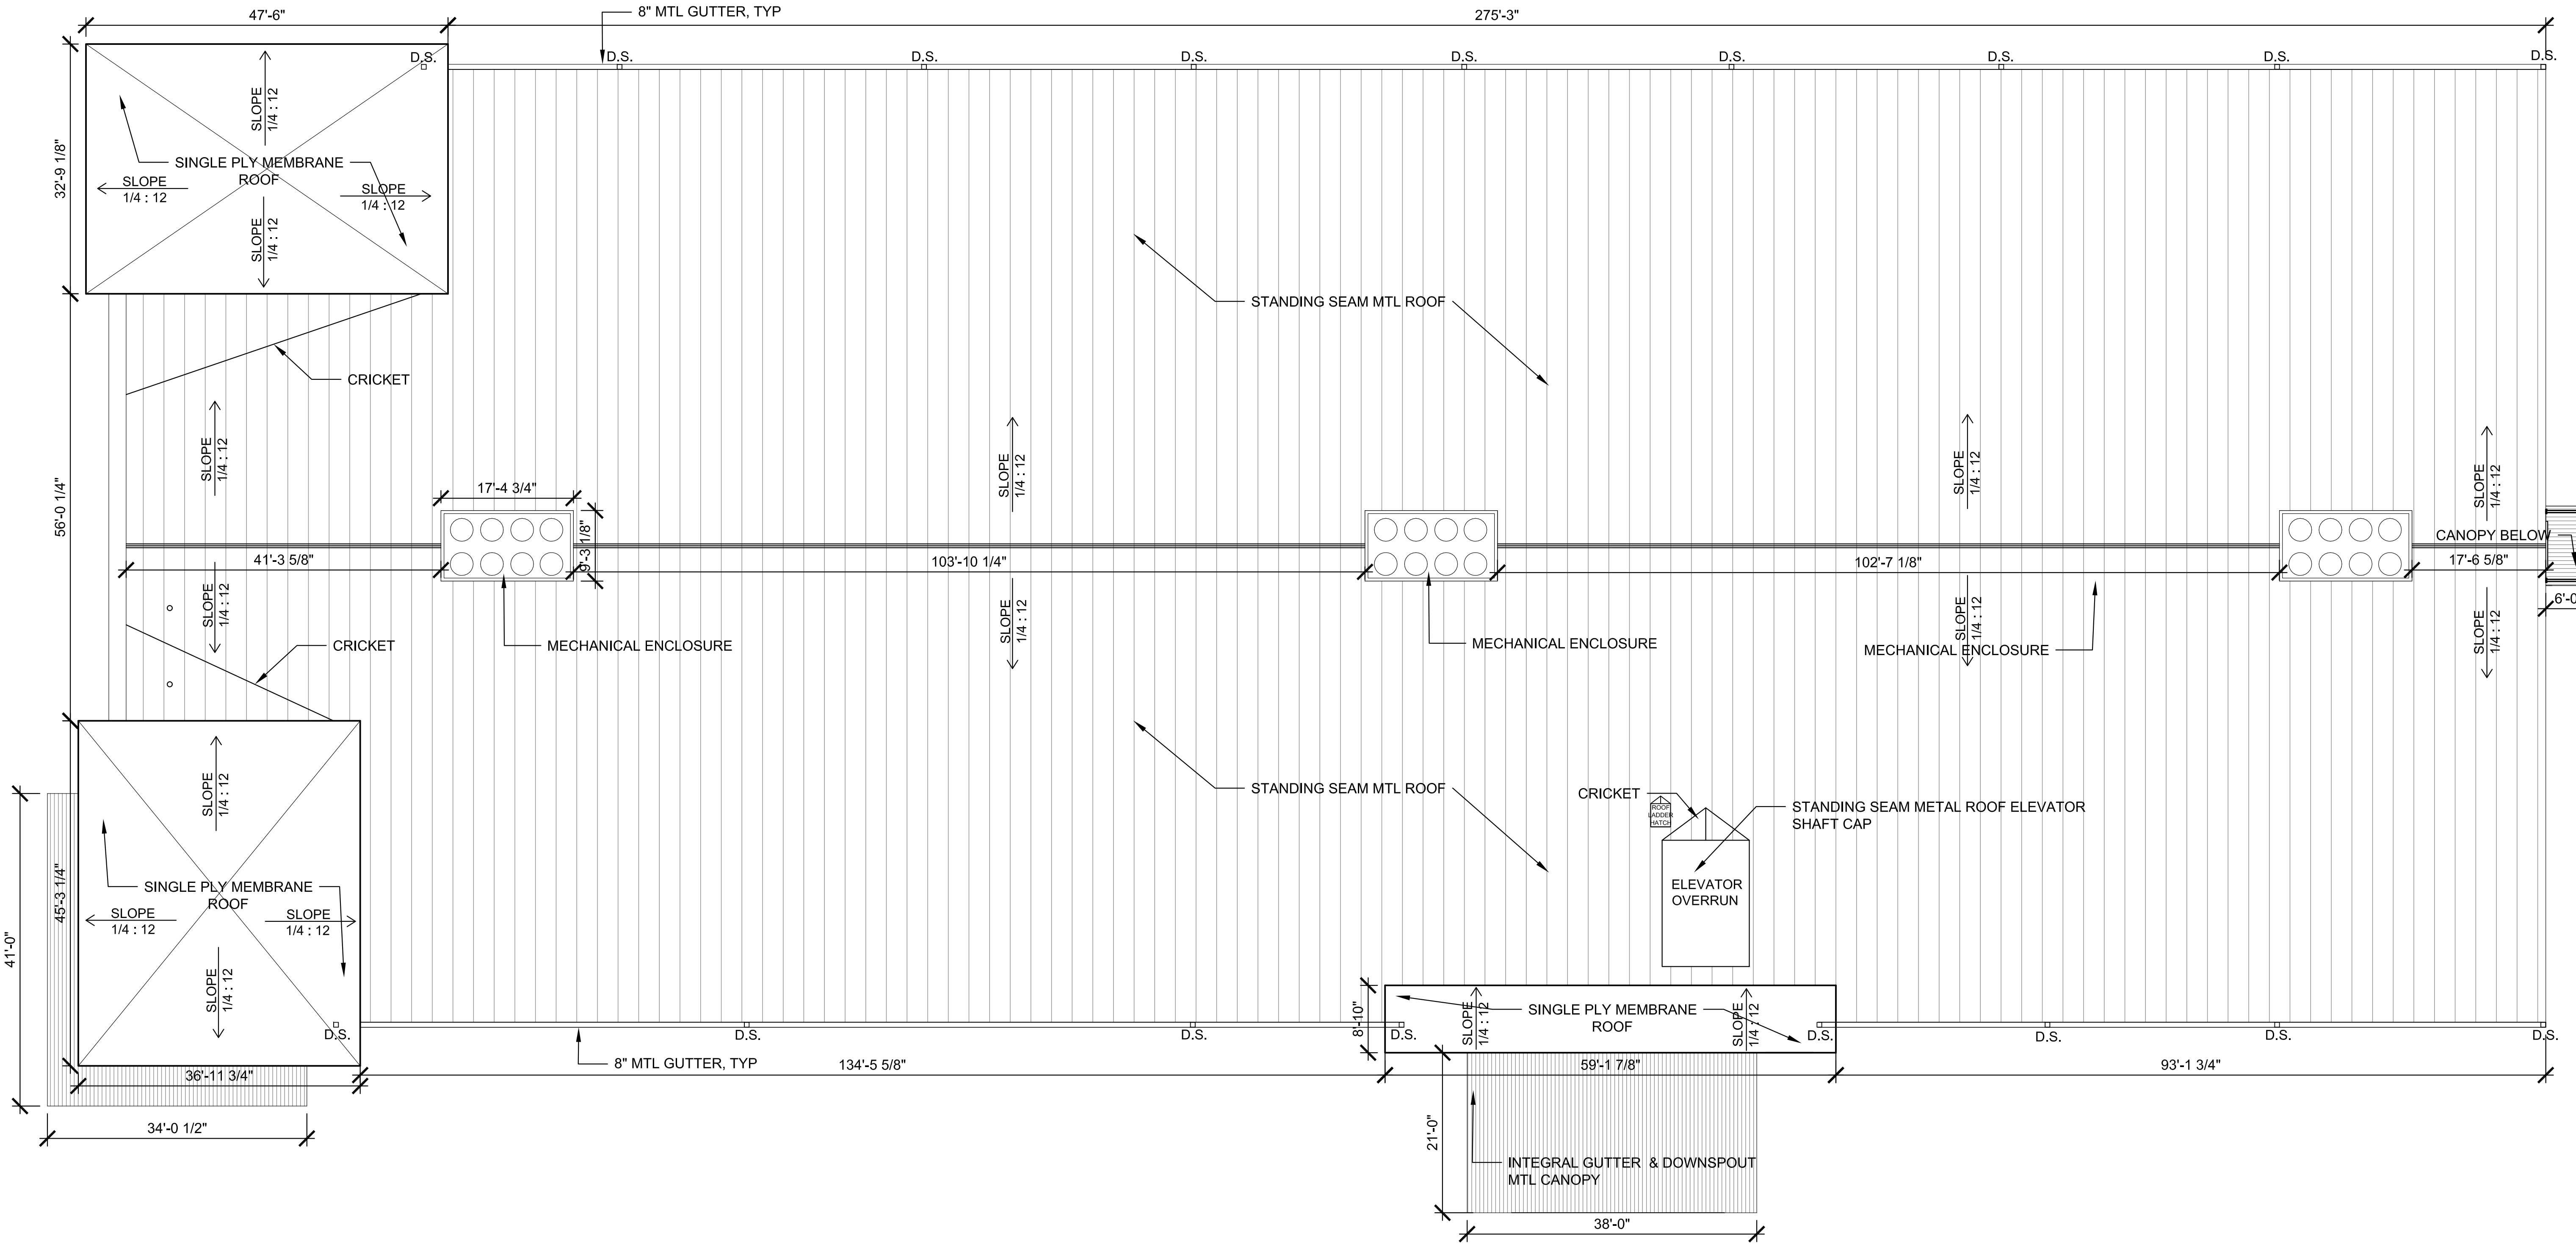 47'-6"
8" MTL GUTTER, TYP
275'-3"
D.S.
D.S.
D.S.
D.S.
D.S.
D.S.
D.S.
D.S.
D.S.
SLOPE
1/4 : 12
32'-9 1/8"
SINGLE PLY MEMBRANE
ROOF
SLOPE
1/4 : 12
SLOPE
1/4 : 12
SLOPE
1/4 : 12
STANDING SEAM MTL ROOF
CRICKET
SLOPE
1/4 : 12
SLOPE
1/4 : 12
SLOPE
1/4 : 12
SLOPE
1/4 : 12
56'-0 1/4"
17'-4 3/4"
9'-3 1/8"
CANOPY BELOW
41'-3 5/8"
103'-10 1/4"
102'-7 1/8"
17'-6 5/8"
6'-0
SLOPE
1/4 : 12
SLOPE
1/4 : 12
SLOPE
1/4 : 12
SLOPE
1/4 : 12
CRICKET
MECHANICAL ENCLOSURE
MECHANICAL ENCLOSURE
MECHANICAL ENCLOSURE
SLOPE
1/4 : 12
STANDING SEAM MTL ROOF
CRICKET
ROOF
LADDER
HATCH
STANDING SEAM METAL ROOF ELEVATOR
SHAFT CAP
45'-3 1/4"
41'-0"
SINGLE PLY MEMBRANE
ROOF
SLOPE
1/4 : 12
SLOPE
1/4 : 12
ELEVATOR
OVERRUN
SLOPE
1/4 : 12
8'-10"
SLOPE
1/4 : 12
SINGLE PLY MEMBRANE
ROOF
SLOPE
1/4 : 12
D.S.
D.S.
D.S.
D.S.
D.S.
D.S.
D.S.
D.S.
36'-11 3/4"
8" MTL GUTTER, TYP
134'-5 5/8"
59'-1 7/8"
93'-1 3/4"
34'-0 1/2"
21'-0"
INTEGRAL GUTTER & DOWNSPOUT
MTL CANOPY
38'-0"